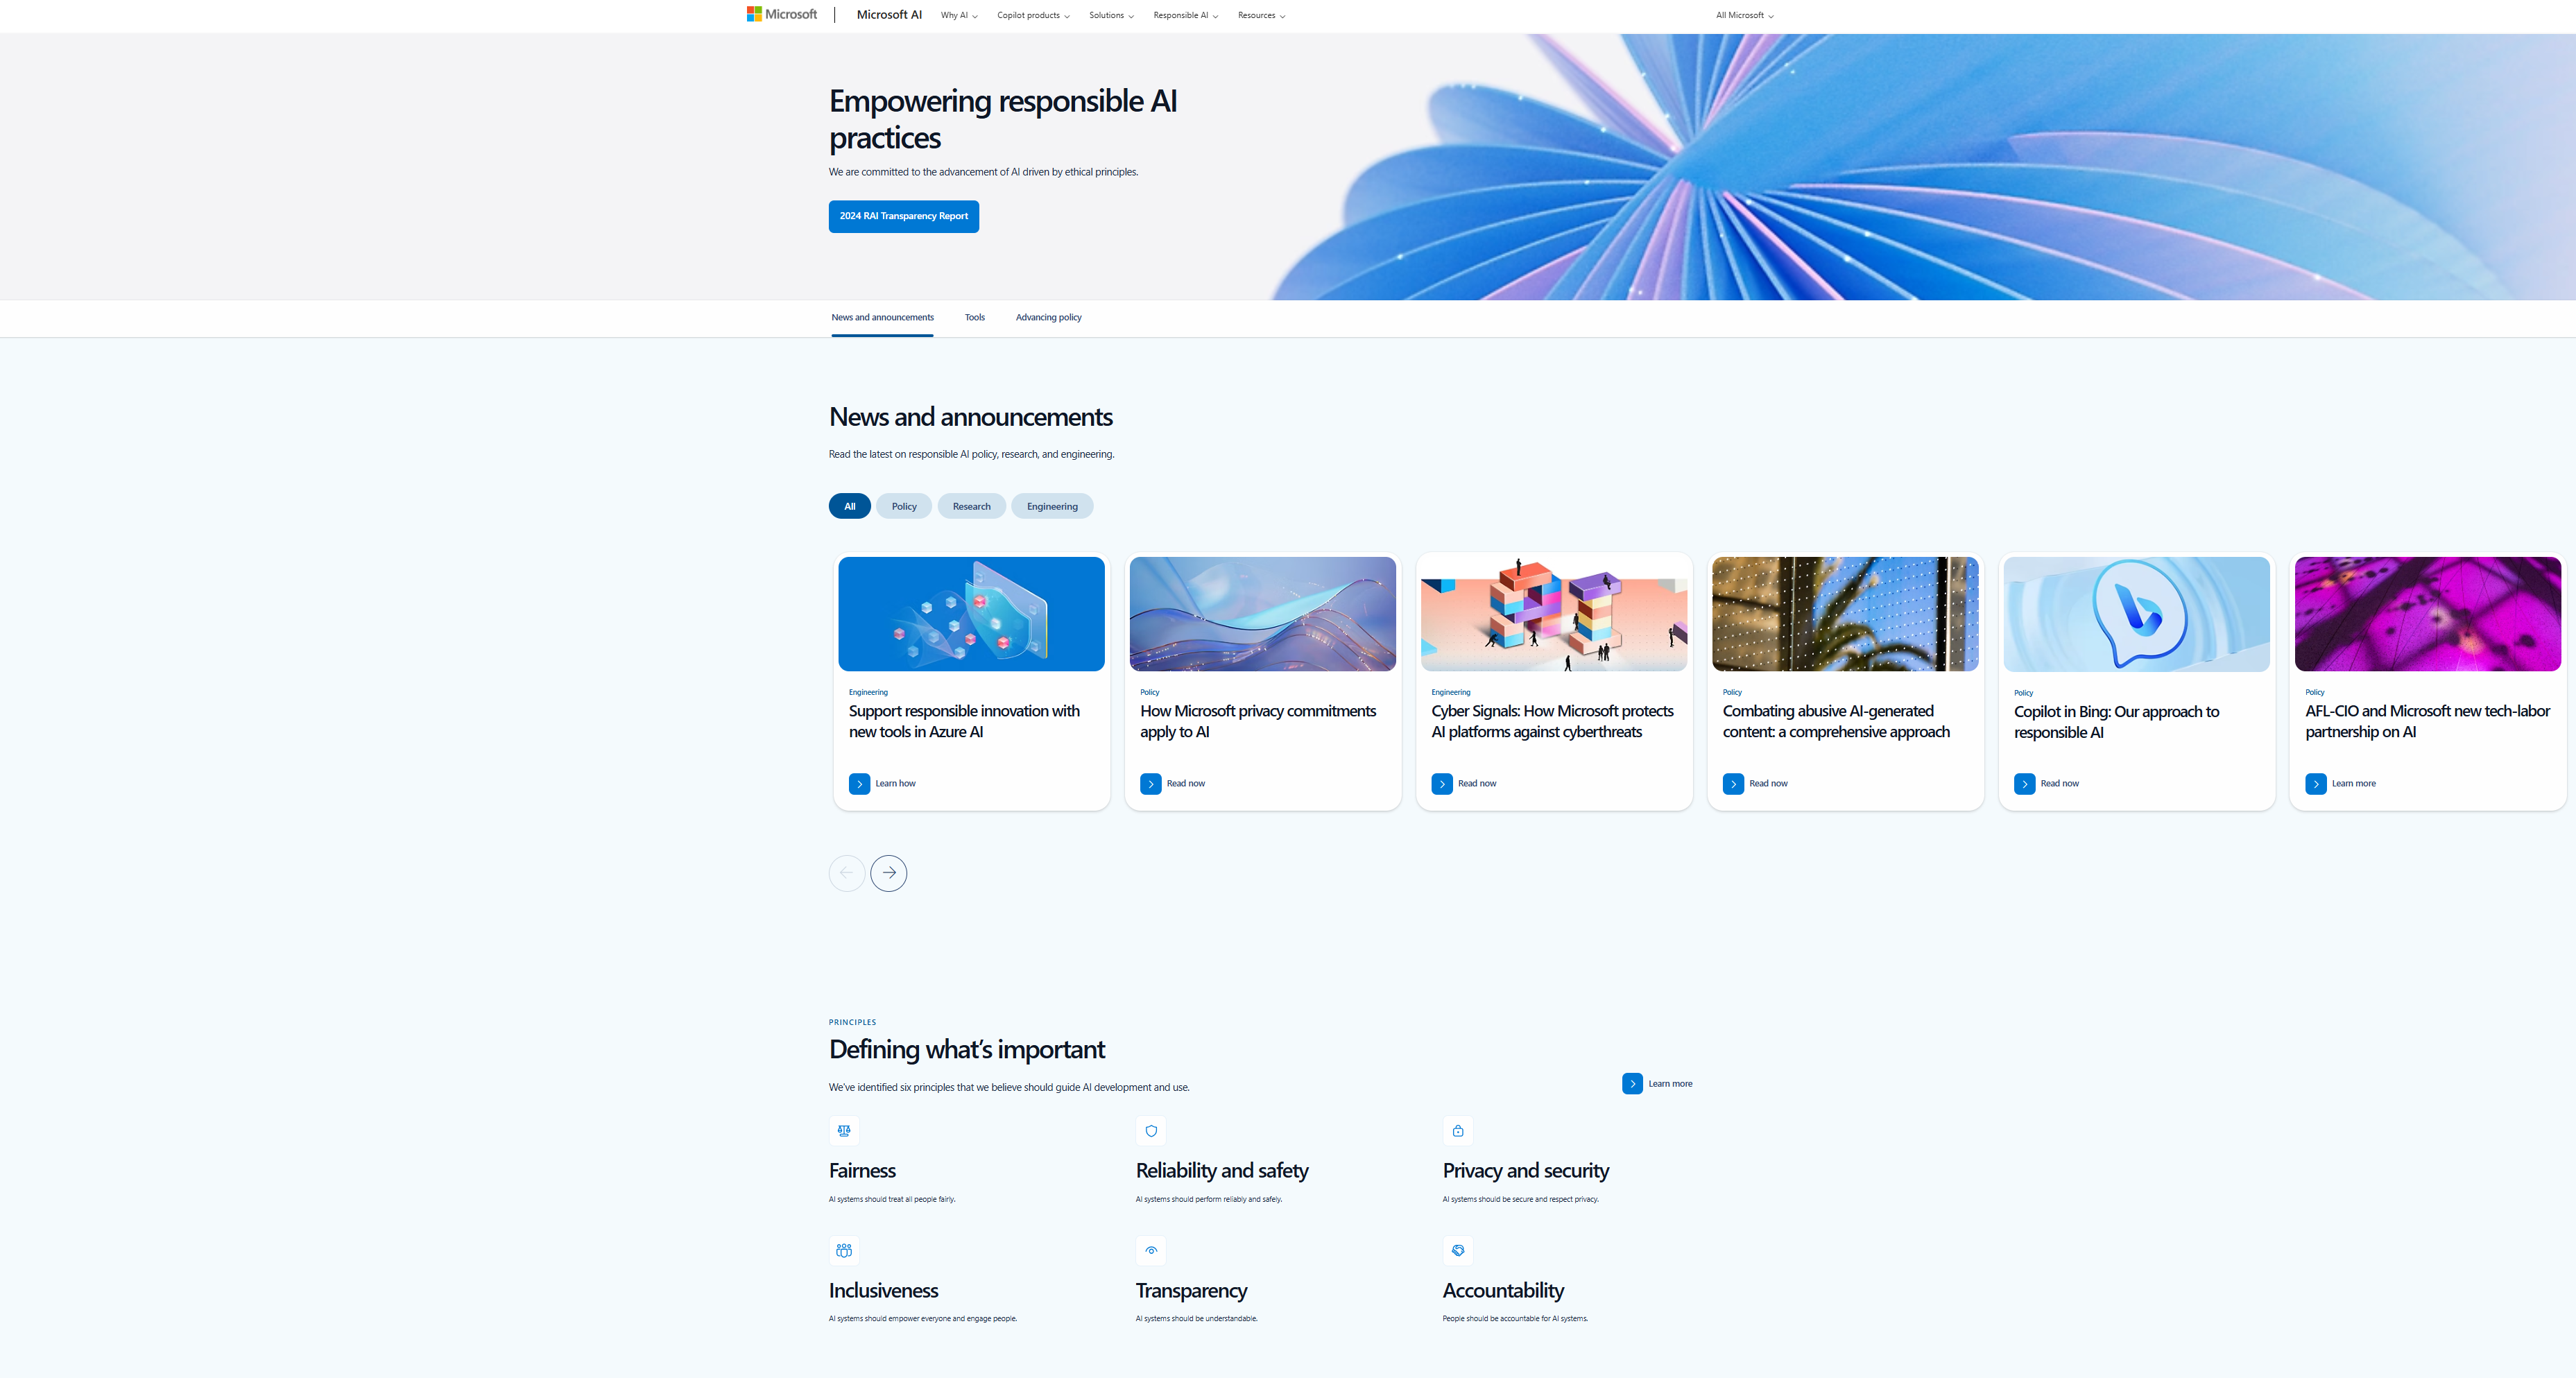 Microsoft
Microsoft AI
Why AI
Copilot products
Solutions
Responsible AI
Resources
All Microsoft
Empowering responsible AI
practices
We are committed to the advancement of AI driven by ethical principles.
2024 RAI Transparency Report
News and announcements
Tools
Advancing policy
News and announcements
Read the latest on responsible AI policy, research, and engineering.
All
Policy
Research
Engineering
Engineering
Support responsible innovation with
new tools in Azure AI
Learn how
Policy
How Microsoft privacy commitments
apply to AI
Read now
Engineering
Cyber Signals: How Microsoft protects
AI platforms against cyberthreats
Read now
Policy
Combating abusive AI-generated
content: a comprehensive approach
Read now
Policy
Copilot in Bing: Our approach to
responsible AI
Read now
Policy
AFL-CIO and Microsoft new tech-labor
partnership on AI
Learn more
PRINCIPLES
Defining what's important
We've identified six principles that we believe should guide AI development and use.
Learn more
Fairness
AI systems should treat all people fairly.
Reliability and safety
AI systems should perform reliably and safely.
Privacy and security
AI systems should be secure and respect privacy.
Inclusiveness
AI systems should empower everyone and engage people.
Transparency
AI systems should be understandable.
Accountability
People should be accountable for AI systems.